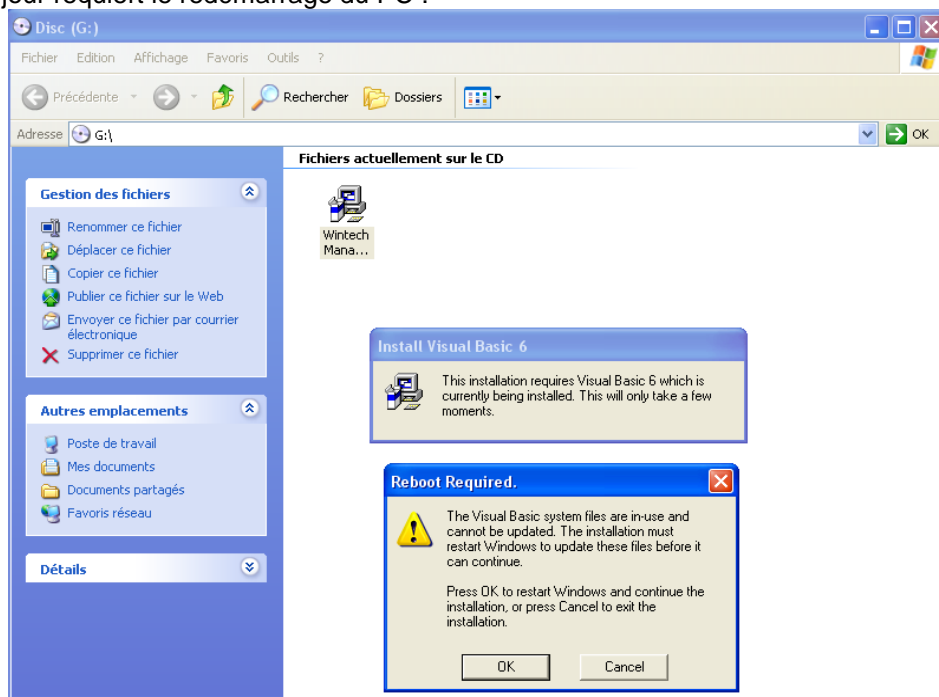 jour requiert le redémarrage du PC :
Disc (G:)
Fichier Edition Affichage Favoris Outils ?
Précédente Rechercher Dossiers
Adresse G:\ OK
Fichiers actuellement sur le CD
Gestion des fichiers
Renommer ce fichier
Déplacer ce fichier
Copier ce fichier
Publier ce fichier sur le Web
Envoyer ce fichier par courrier
électronique
Supprimer ce fichier
Autres emplacements
Poste de travail
Mes documents
Documents partagés
Favoris réseau
Détails
Wintech
Mana...
Install Visual Basic 6
This installation requires Visual Basic 6 which is
currently being installed. This will only take a few
moments.
Reboot Required.
The Visual Basic system files are in-use and
cannot be updated. The installation must
restart Windows to update these files before it
can continue.
Press OK to restart Windows and continue the
installation, or press Cancel to exit the
installation.
OK Cancel